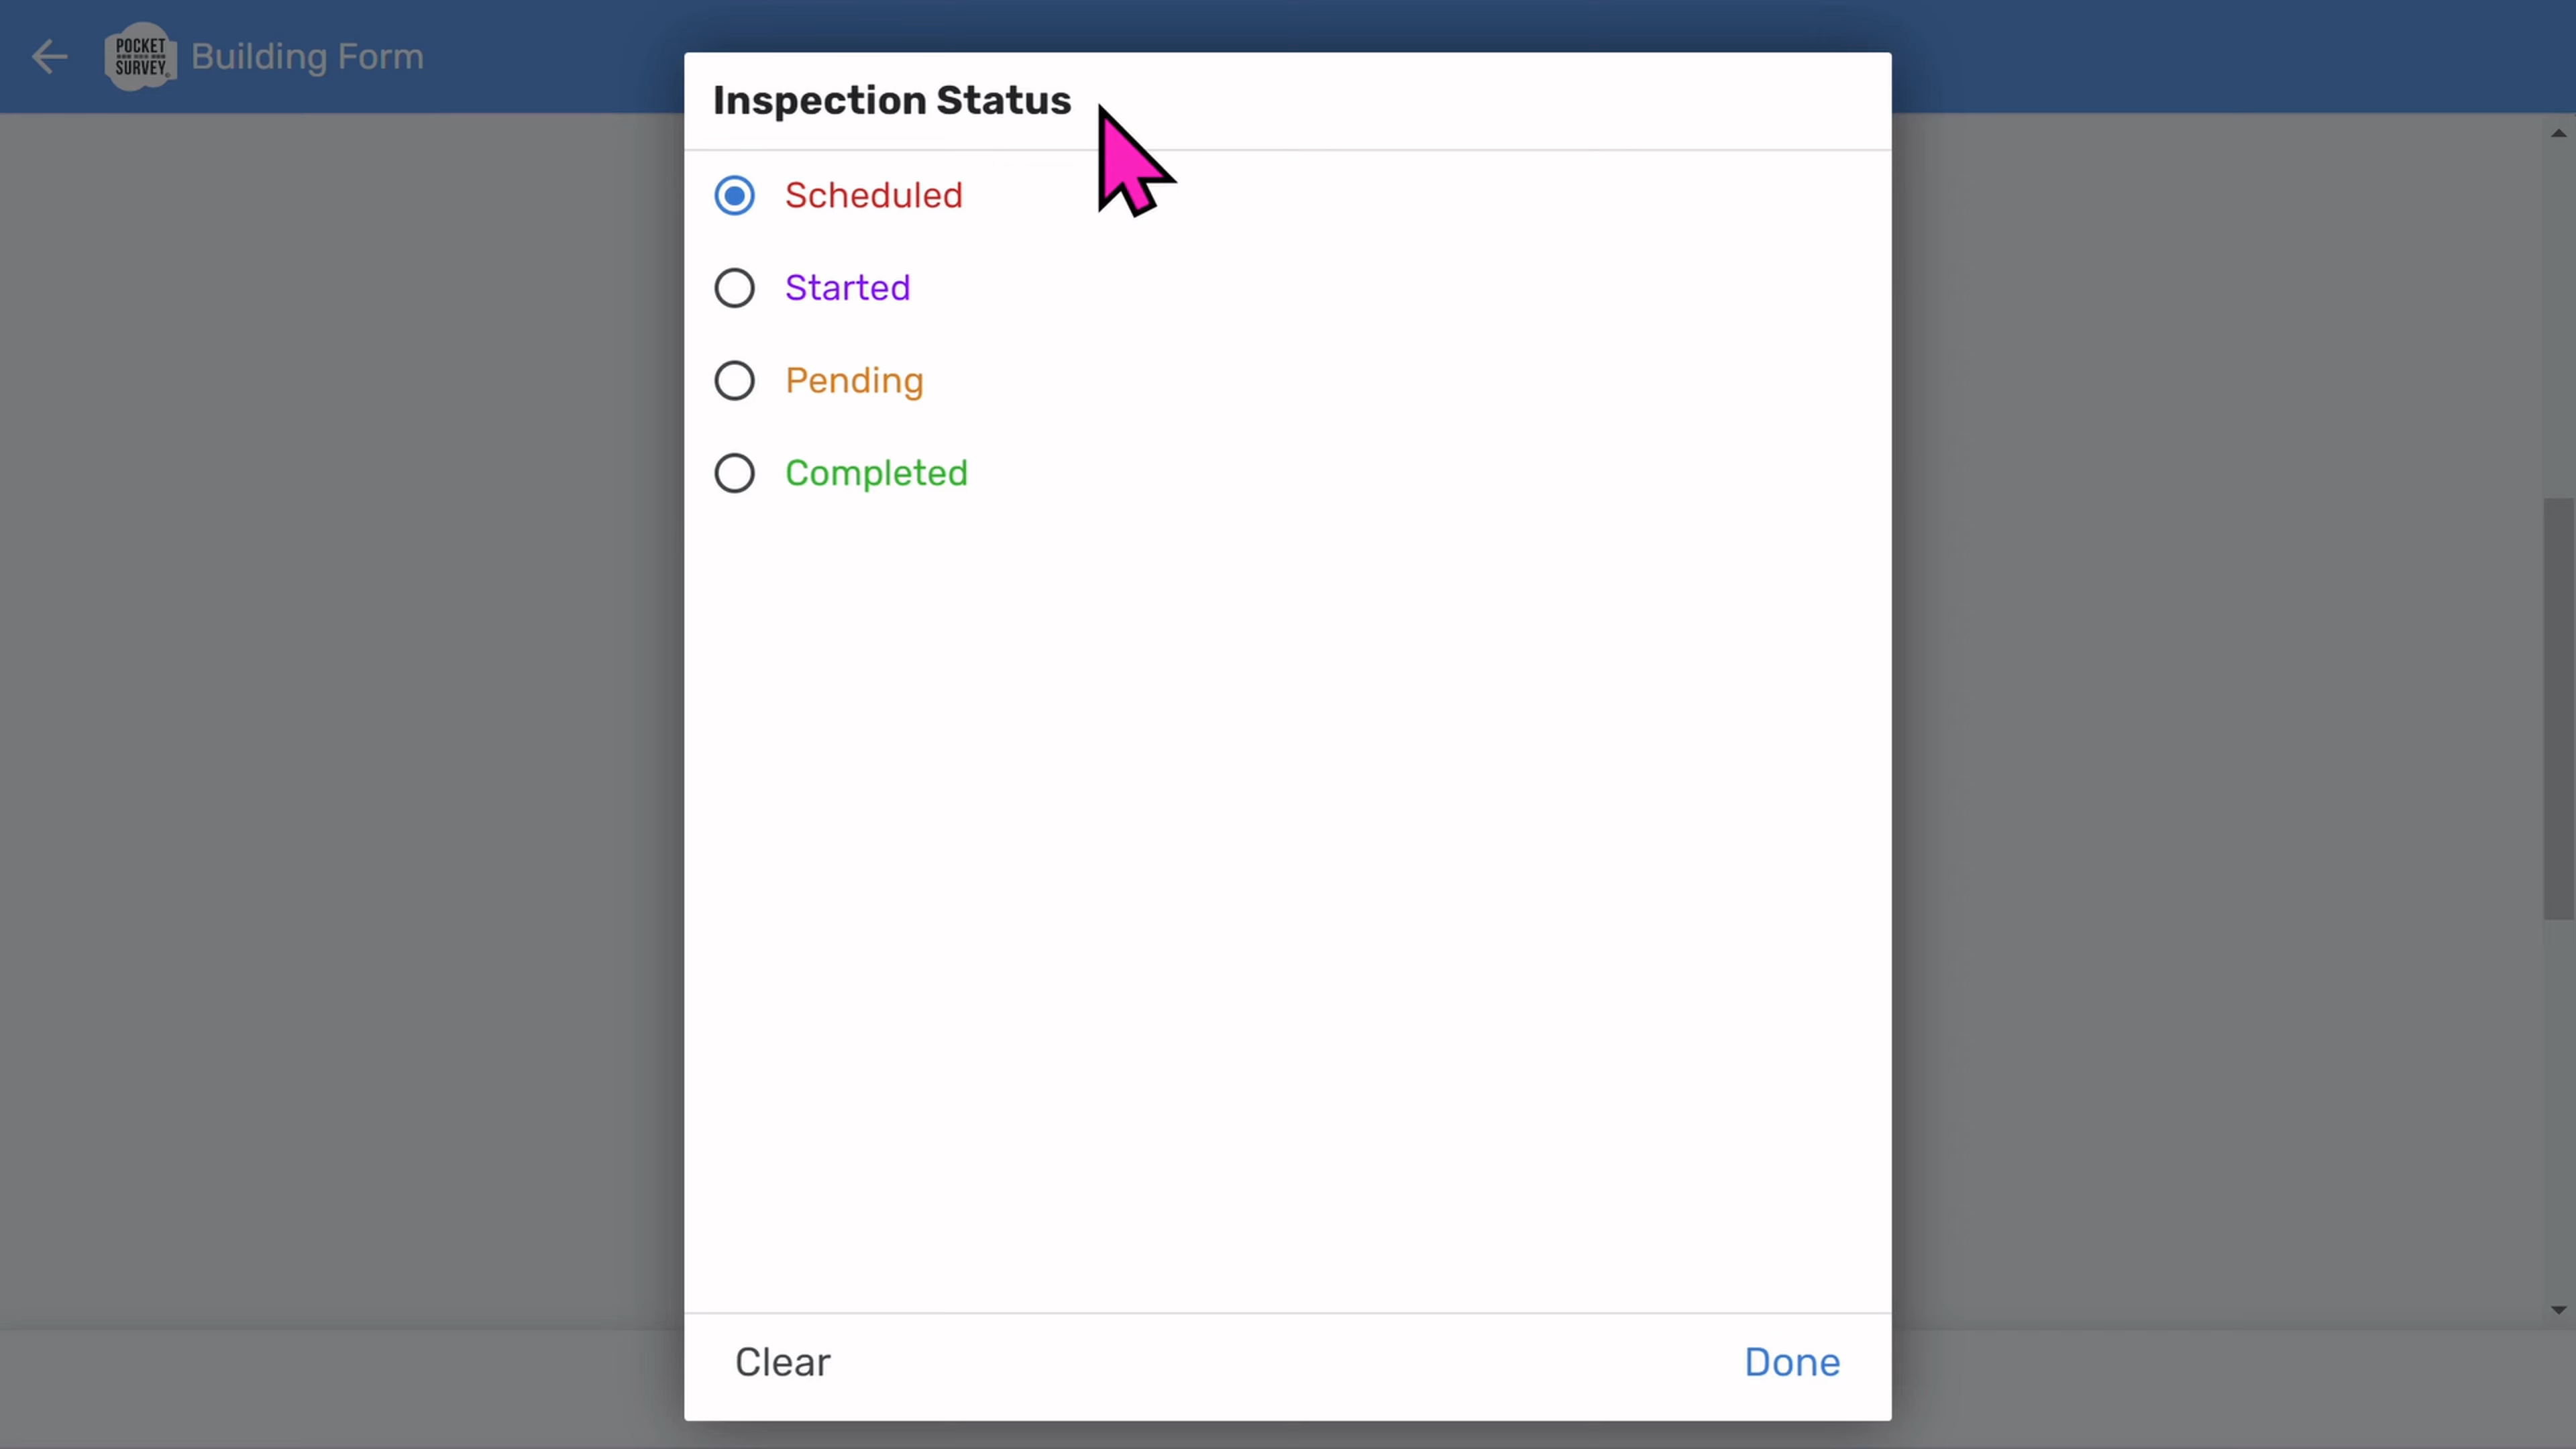 POCKET
SURVEY
Building Form
Inspection Status
Scheduled
Started
Pending
Completed
Clear
Done